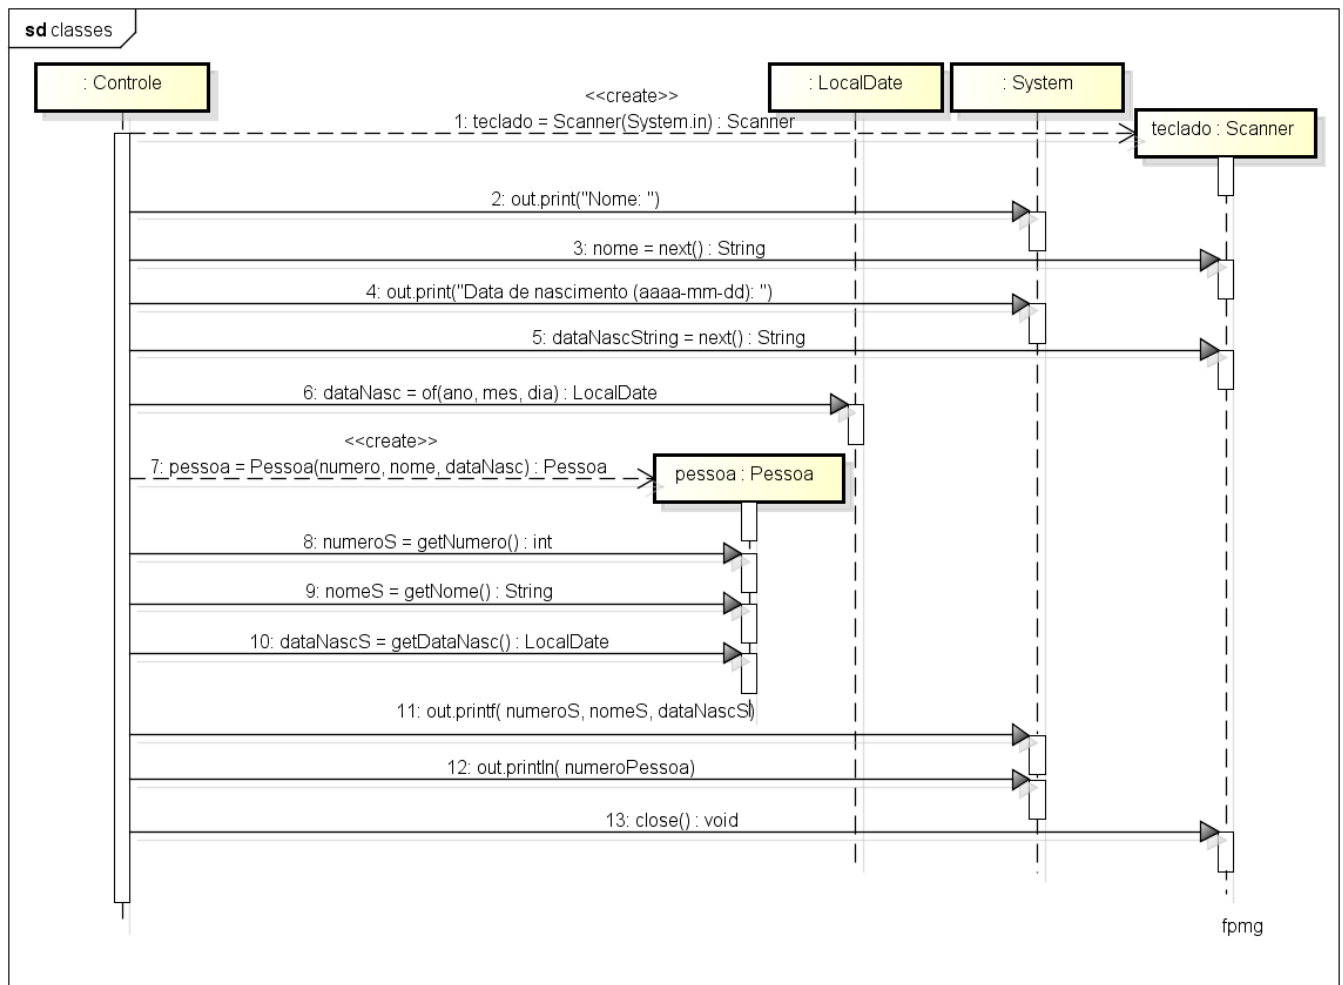 sd classes
: Controle
: LocalDate
: System
<<create>>
1: teclado = Scanner(System.in) : Scanner
teclado : Scanner
2: out.print("Nome: ")
3: nome = next() : String
4: out.print("Data de nascimento (aaaa-mm-dd): ")
5: dataNascString = next() : String
6: dataNasc = of(ano, mes, dia) : LocalDate
<<create>>
7: pessoa = Pessoa(numero, nome, dataNasc) : Pessoa
pessoa : Pessoa
8: numeroS = getNumero() : int
9: nomeS = getNome() : String
10: dataNascS = getDataNasc() : LocalDate
11: out.printf( numeroS, nomeS, dataNascS)
12: out.println( numeroPessoa)
13: close() : void
fpmg